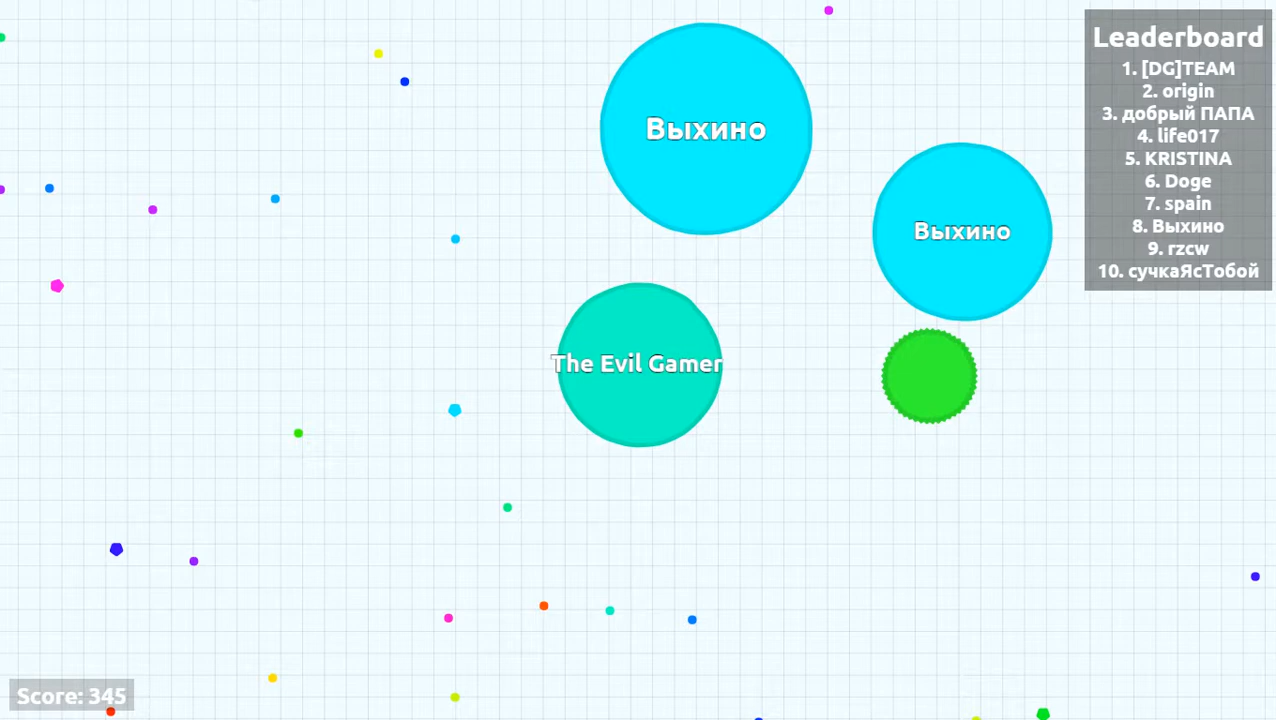 Выхино
Выхино
The Evil Gamer
Leaderboard
1. [DG]TEAM
2. origin
3. добрый ПАПА
4. life017
5. KRISTINA
6. Doge
7. spain
8. Выхино
9. rzcw
10. сучкаЯсТобой
Score: 345